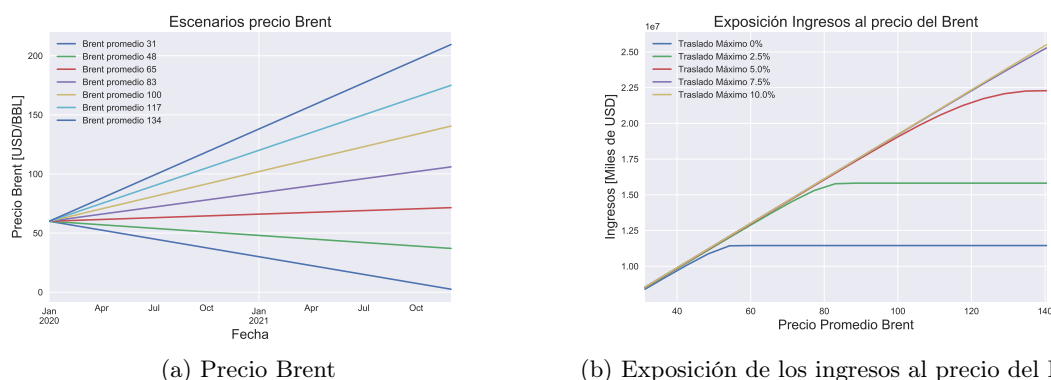 Escenarios precio Brent
Precio Brent [USD/BBL]
200
150
100
50
0
Brent promedio 31
Brent promedio 48
Brent promedio 65
Brent promedio 83
Brent promedio 100
Brent promedio 117
Brent promedio 134
Jan 2020
Apr
Jul
Oct
Jan 2021
Apr
Jul
Oct
Fecha
(a) Precio Brent
Exposición Ingresos al precio del Brent
1e7
Ingresos [Miles de USD]
2.50
2.25
2.00
1.75
1.50
1.25
1.00
Traslado Máximo 0%
Traslado Máximo 2.5%
Traslado Máximo 5.0%
Traslado Máximo 7.5%
Traslado Máximo 10.0%
40
60
80
100
120
140
Precio Promedio Brent
(b) Exposición de los ingresos al precio del